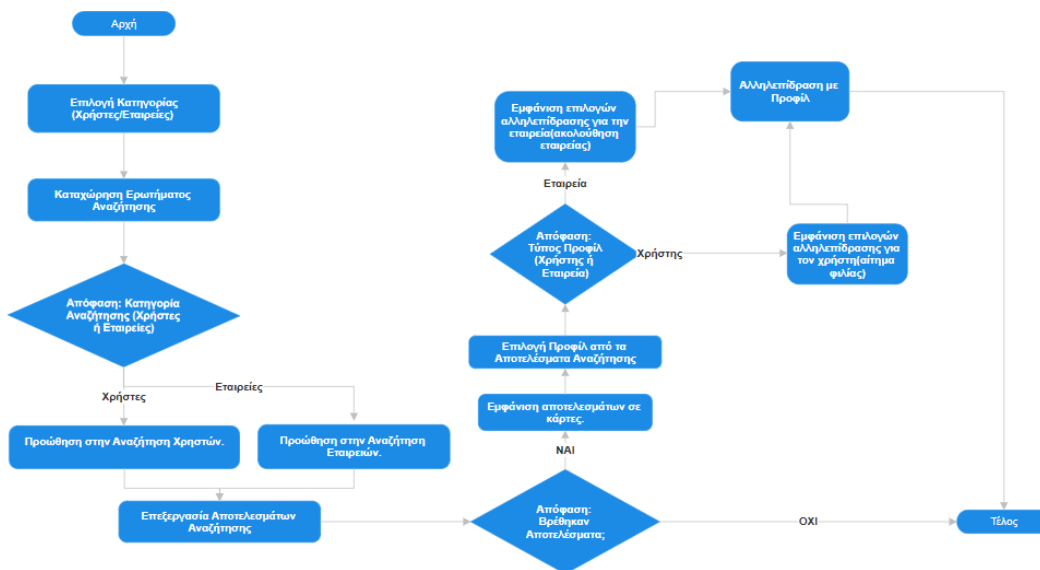 Αρχή
Επιλογή Κατηγορίας
(Χρήστες/Εταιρείες)
Καταχώρηση Ερωτήματος
Αναζήτησης
Απόφαση: Κατηγορία
Αναζήτησης (Χρήστες
ή Εταιρείες)
Χρήστες
Εταιρείες
Προώθηση στην Αναζήτηση Χρηστών.
Προώθηση στην Αναζήτηση
Εταιρειών.
Επεξεργασία Αποτελεσμάτων
Αναζήτησης
Απόφαση:
Βρέθηκαν
Αποτελέσματα;
ΝΑΙ
ΟΧΙ
Εμφάνιση αποτελεσμάτων σε
κάρτες.
Επιλογή Προφίλ από τα
Αποτελέσματα Αναζήτησης
Απόφαση:
Τύπος Προφίλ
(Χρήστης ή
Εταιρεία)
Εταιρεία
Χρήστης
Εμφάνιση επιλογών
αλληλεπίδρασης για την
εταιρεία(ακολούθηση
εταιρείας)
Εμφάνιση επιλογών
αλληλεπίδρασης για
τον χρήστη(αίτημα
φιλίας)
Αλληλεπίδραση με
Προφίλ
Τέλος